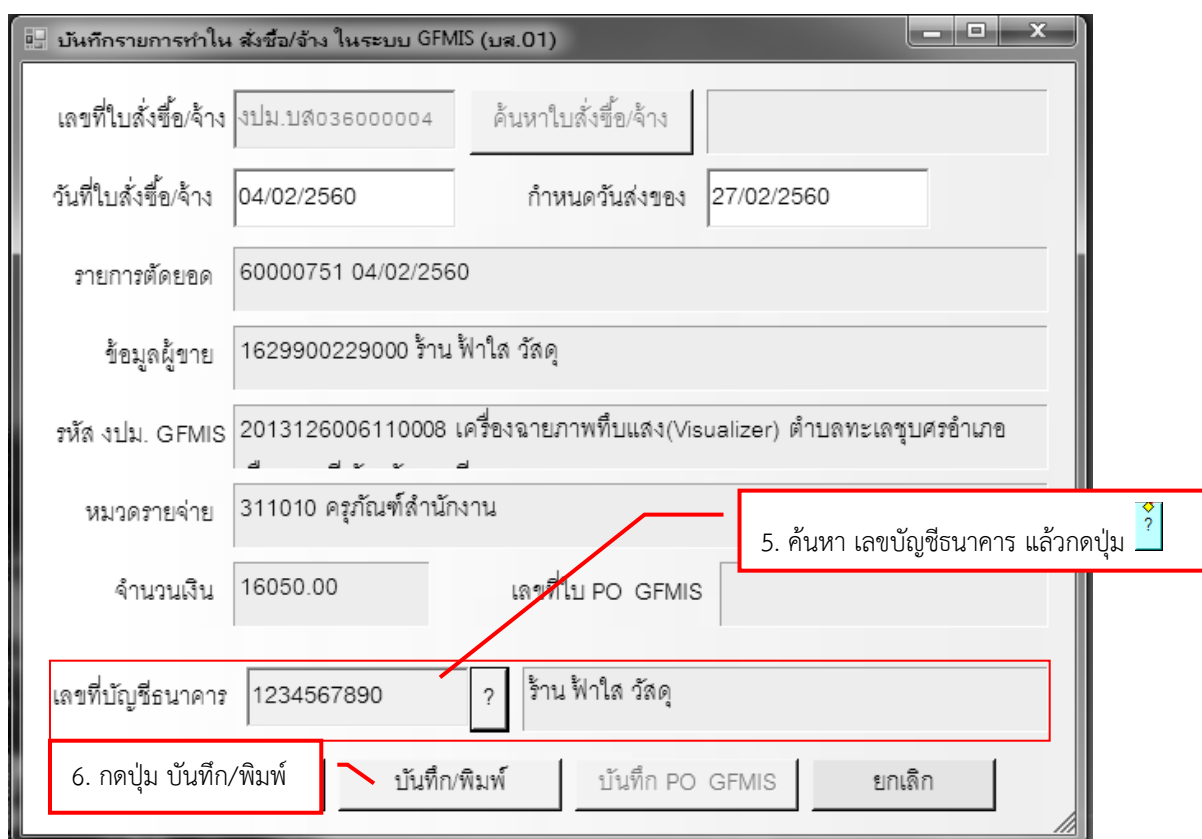 บันทึกรายการทำใบ สั่งซื้อ/จ้าง ในระบบ GFMIS (บส.01)
เลขที่ใบสั่งซื้อ/จ้าง งปม.บส036000004 ค้นหาใบสั่งซื้อ/จ้าง
วันที่ใบสั่งซื้อ/จ้าง 04/02/2560 กำหนดวันส่งของ 27/02/2560
รายการตัดยอด 60000751 04/02/2560
ข้อมูลผู้ขาย 1629900229000 ร้าน ฟ้าใส วัสดุ
รหัส งปม. GFMIS 2013126006110008 เครื่องฉายภาพทึบแสง(Visualizer) ตำบลทะเลชุบศรอำเภอ
หมวดรายจ่าย 311010 ครุภัณฑ์สำนักงาน
5. ค้นหา เลขบัญชีธนาคาร แล้วกดปุ่ม ?
จำนวนเงิน 16050.00 เลขที่ใบ PO GFMIS
เลขที่บัญชีธนาคาร 1234567890 ? ร้าน ฟ้าใส วัสดุ
6. กดปุ่ม บันทึก/พิมพ์ บันทึก/พิมพ์ บันทึก PO GFMIS ยกเลิก